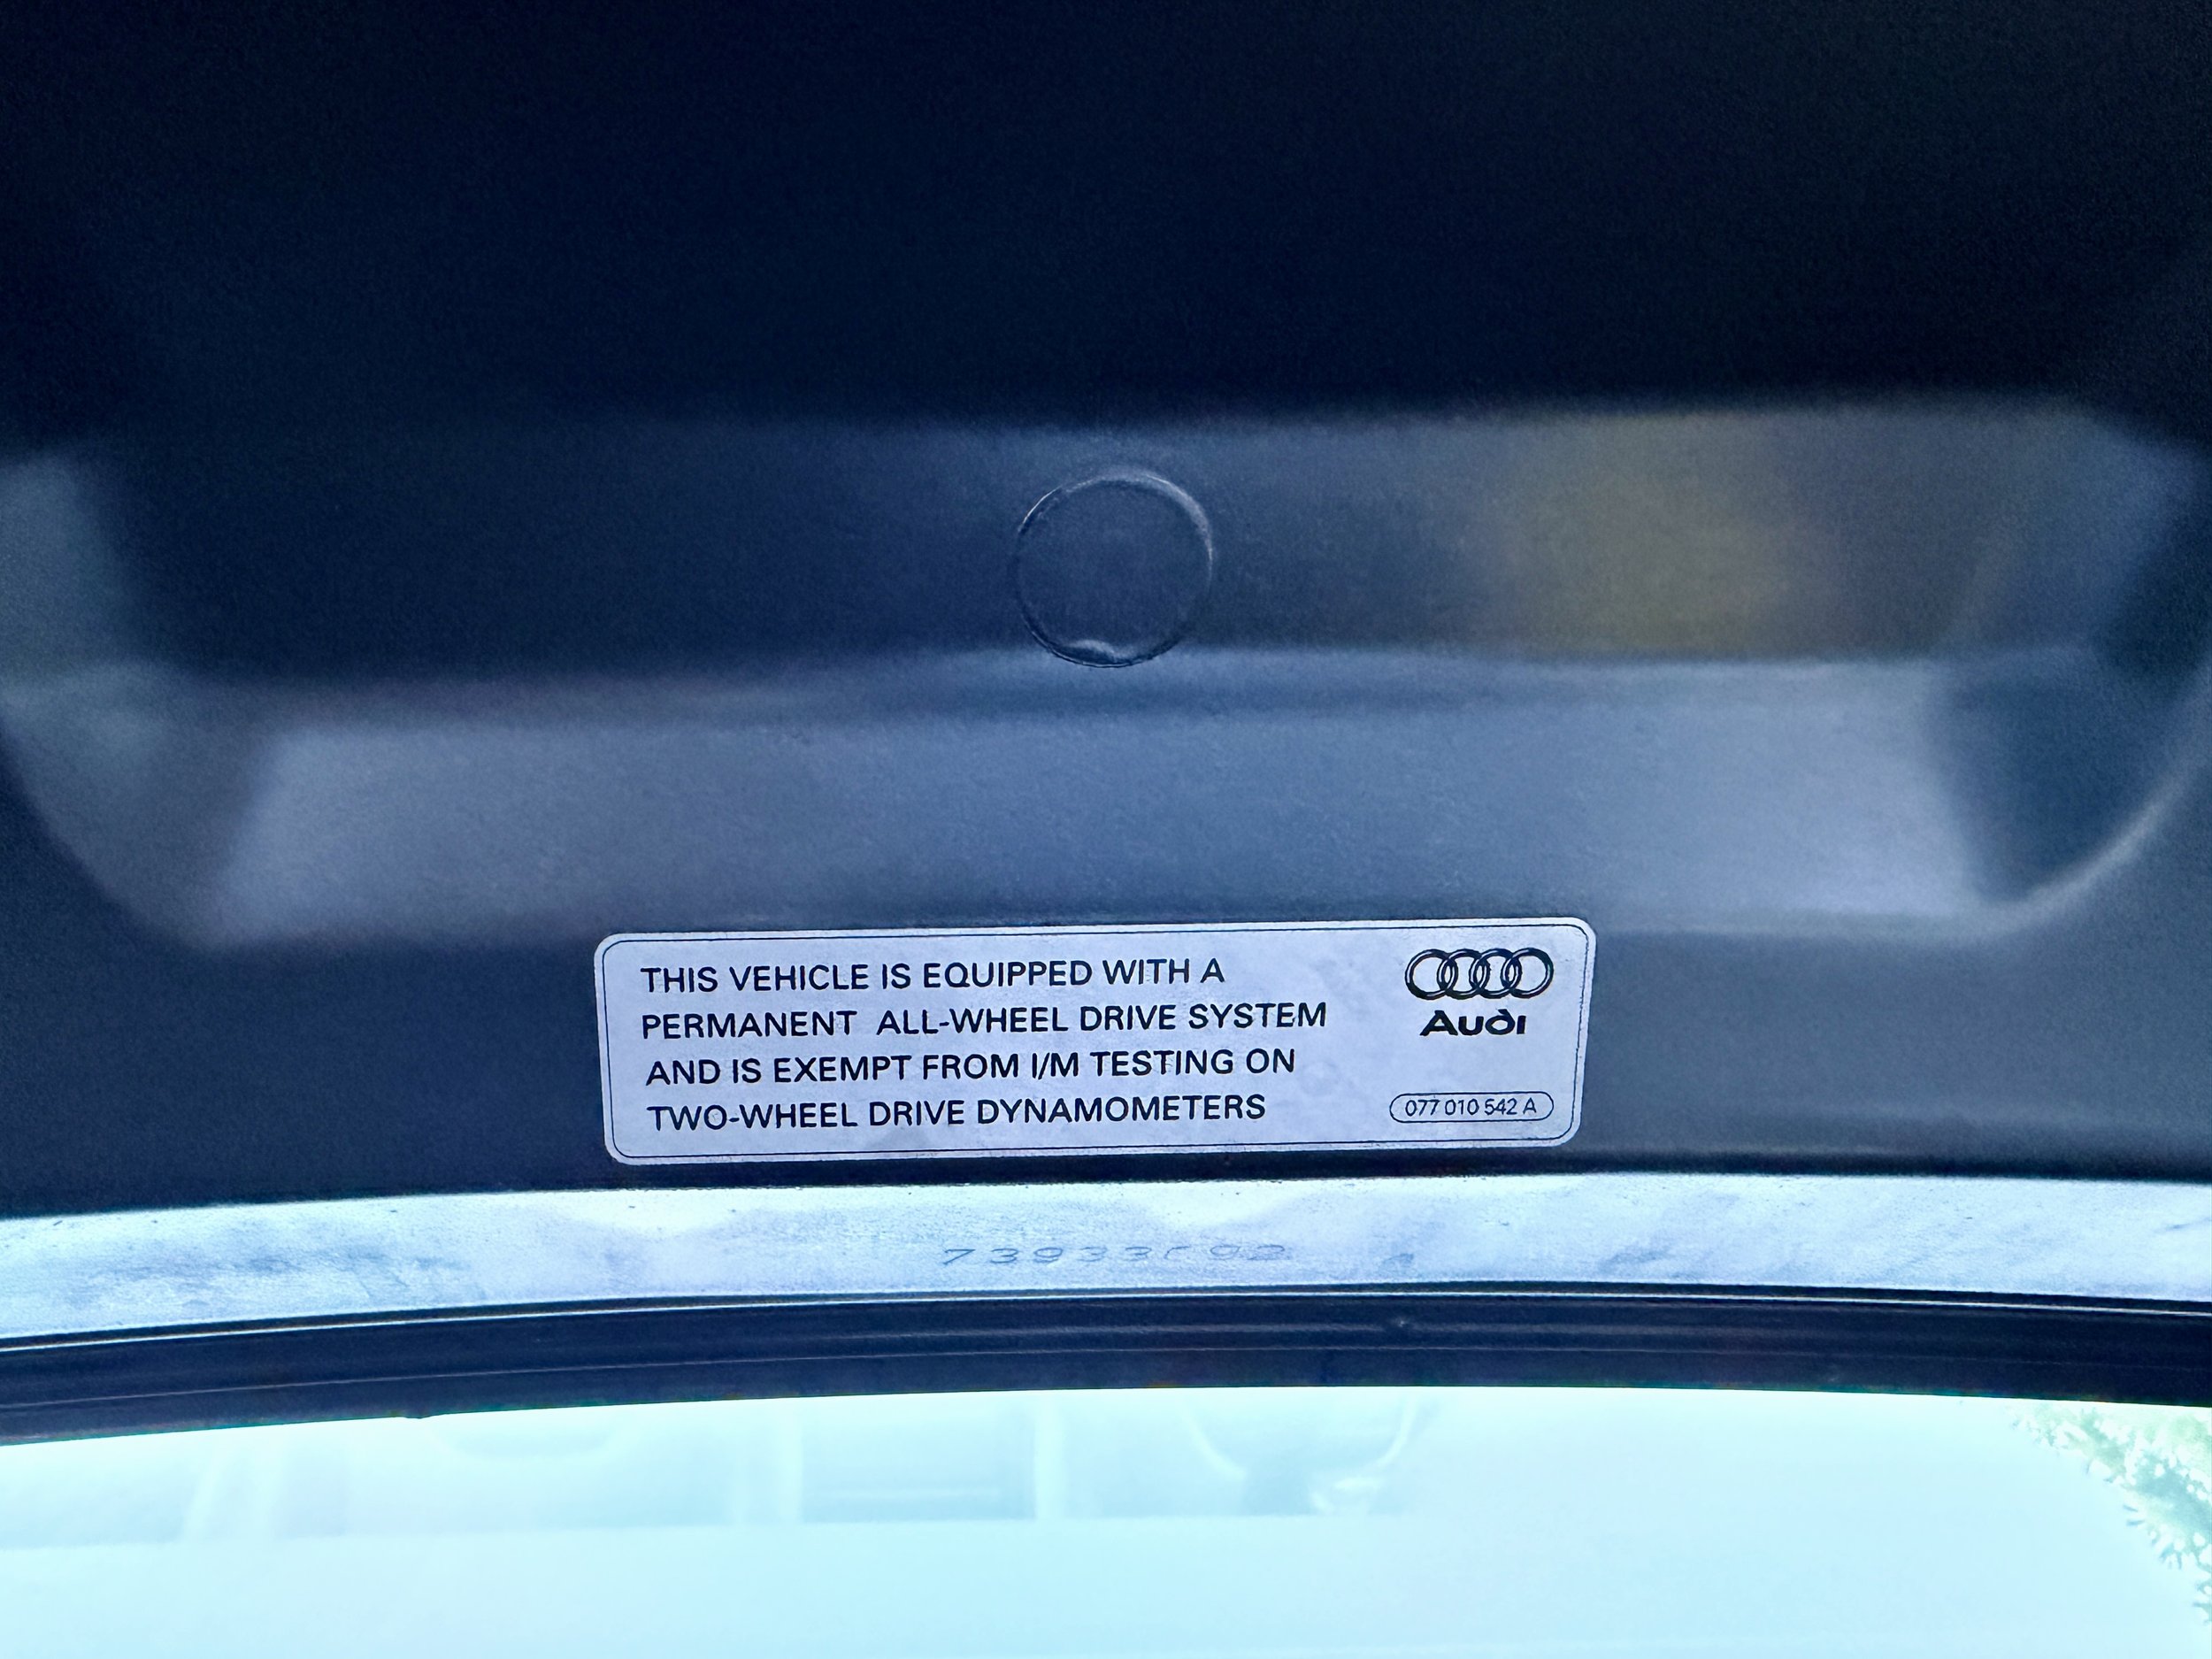 THIS VEHICLE IS EQUIPPED WITH A
PERMANENT ALL-WHEEL DRIVE SYSTEM
AND IS EXEMPT FROM I/M TESTING ON
TWO-WHEEL DRIVE DYNAMOMETERS
Audi
077 010 542 A